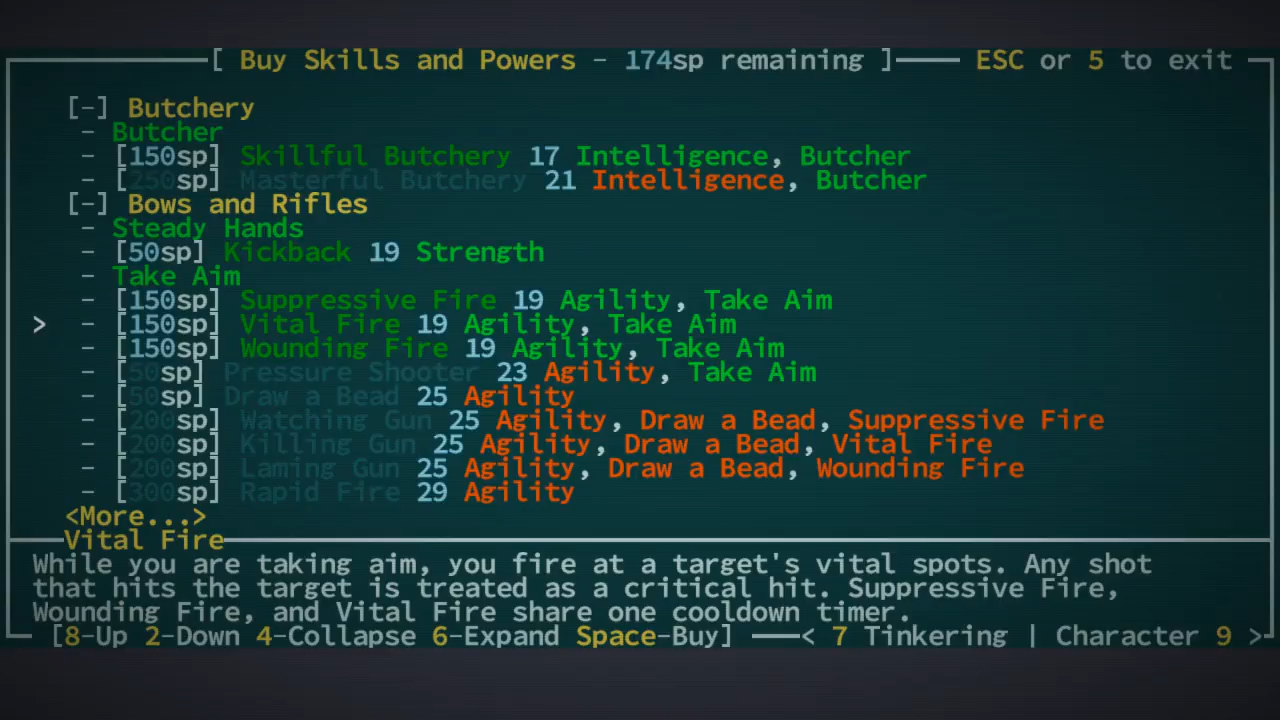 [ Buy Skills and Powers - 174sp remaining ] ESC or 5 to exit
[-] Butchery
- Butcher
- [150sp] Skillful Butchery 17 Intelligence, Butcher
- [250sp] Masterful Butchery 21 Intelligence, Butcher
[-] Bows and Rifles
- Steady Hands
- [50sp] Kickback 19 Strength
- Take Aim
- [150sp] Suppressive Fire 19 Agility, Take Aim
> - [150sp] Vital Fire 19 Agility, Take Aim
- [150sp] Wounding Fire 19 Agility, Take Aim
- [50sp] Pressure Shooter 23 Agility, Take Aim
- [50sp] Draw a Bead 25 Agility
- [200sp] Watching Gun 25 Agility, Draw a Bead, Suppressive Fire
- [200sp] Killing Gun 25 Agility, Draw a Bead, Vital Fire
- [200sp] Laming Gun 25 Agility, Draw a Bead, Wounding Fire
- [300sp] Rapid Fire 29 Agility
<More...>
Vital Fire
While you are taking aim, you fire at a target's vital spots. Any shot
that hits the target is treated as a critical hit. Suppressive Fire,
Wounding Fire, and Vital Fire share one cooldown timer.
[8-Up 2-Down 4-Collapse 6-Expand Space-Buy] < 7 Tinkering | Character 9 >